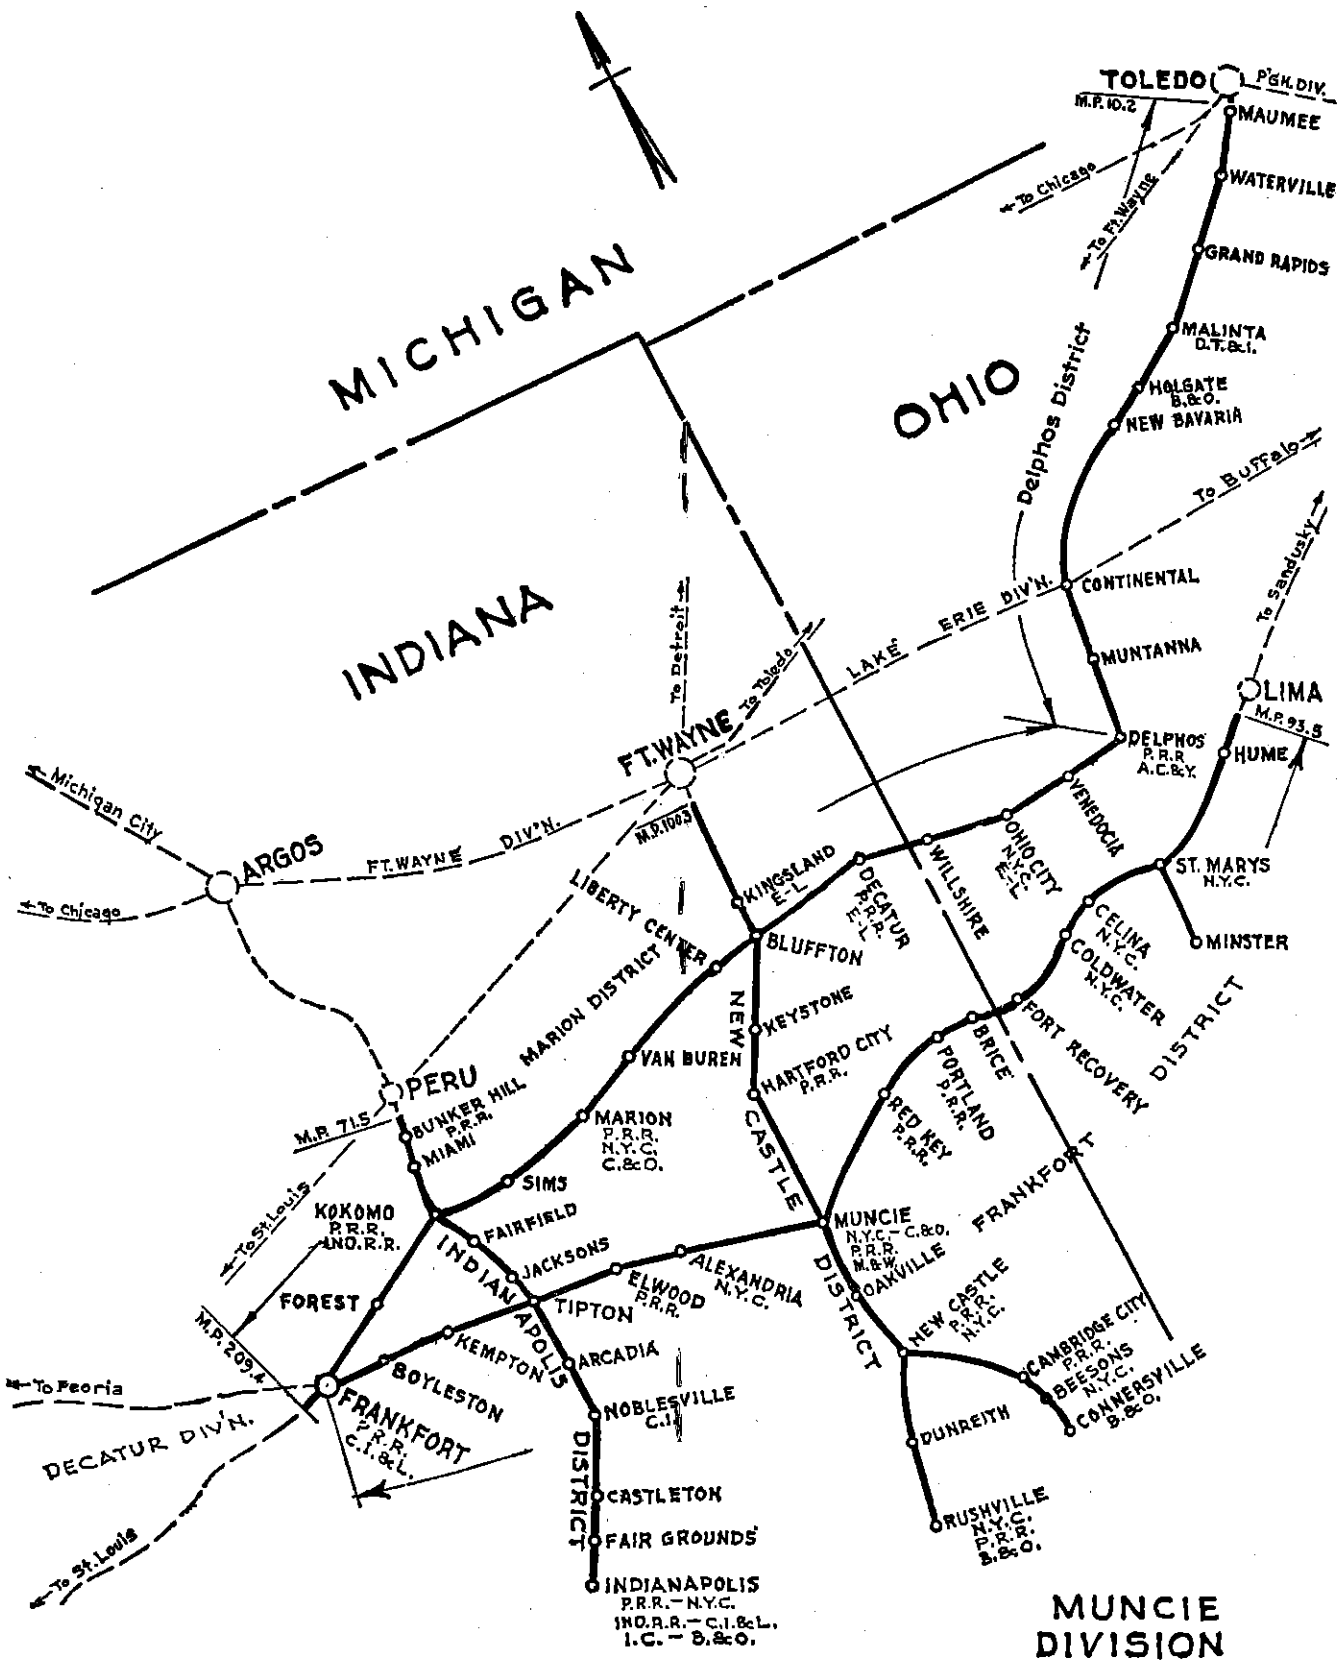 TOLEDO
P'GH. DIV.
M.P. 10.2
MAUMEE
To Chicago
WATERVILLE
To Ft. Wayne
GRAND RAPIDS
MICHIGAN
MALINTA
D.T.&I.
Delphos District
OHIO
HOLGATE
B.&O.
NEW BAVARIA
To Buffalo
To Sandusky
CONTINENTAL
LAKE ERIE DIV'N.
INDIANA
To Detroit
To Toledo
MUNTANNA
LIMA
M.P. 93.5
FT. WAYNE
DELPHOS
P.R.R
A.C.&Y.
HUME
Michigan City
M.P. 100.3
VENEDOCIA
OHIO CITY
N.Y.C.
E.-L
ARGOS
FT. WAYNE DIV'N.
WILLSHIRE
ST. MARYS
N.Y.C.
To Chicago
KINGSLAND
E-L
DECATUR
P.R.R.
E-L
LIBERTY CENTER
CELINA
N.Y.C.
MINSTER
BLUFFTON
COLDWATER
N.Y.C.
MARION DISTRICT
KEYSTONE
FORT RECOVERY
BRICE
VAN BUREN
PORTLAND
P.R.R.
HARTFORD CITY
P.R.R.
PERU
M.P. 71.5
BUNKER HILL
P.R.R.
MIAMI
MARION
P.R.R.
N.Y.C.
C.&O.
RED KEY
P.R.R.
NEW CASTLE DISTRICT
FRANKFORT DISTRICT
SIMS
To St. Louis
KOKOMO
P.R.R.
IND.R.R.
FAIRFIELD
MUNCIE
N.Y.C.-C.&O.
P.R.R.
M.&W.
JACKSONS
ALEXANDRIA
N.Y.C.
ELWOOD
P.R.R.
OAKVILLE
FOREST
TIPTON
INDIANAPOLIS DISTRICT
M.P. 209.4
KEMPTON
NEW CASTLE
P.R.R.
N.Y.C.
BOYLESTON
ARCADIA
CAMBRIDGE CITY
P.R.R.
BEESONS
N.Y.C.
CONNERSVILLE
B.&O.
To Peoria
FRANKFORT
P.R.R.
C.I.&L.
NOBLESVILLE
C.I.
DECATUR DIV'N.
DUNREITH
CASTLETON
RUSHVILLE
N.Y.C.
P.R.R.
B.&O.
FAIR GROUNDS
To St. Louis
INDIANAPOLIS
P.R.R.-N.Y.C.
IND.R.R.-C.I.&L.
I.C. - B.&O.
MUNCIE
DIVISION